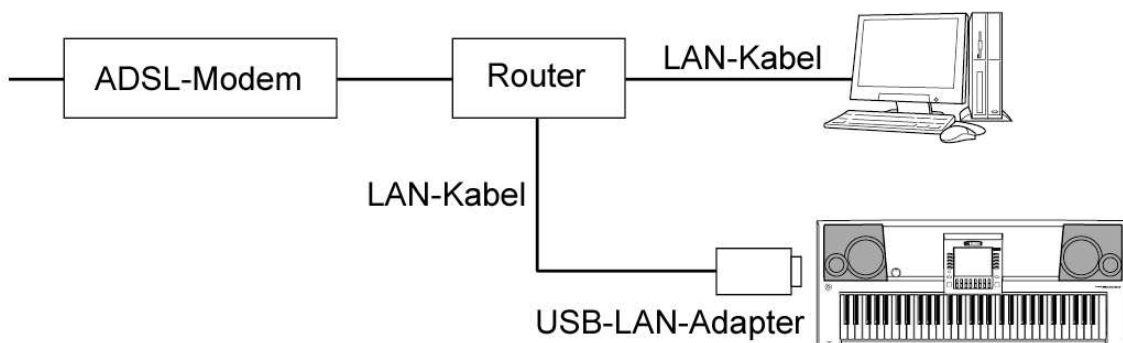 ADSL-Modem
Router
LAN-Kabel
LAN-Kabel
USB-LAN-Adapter